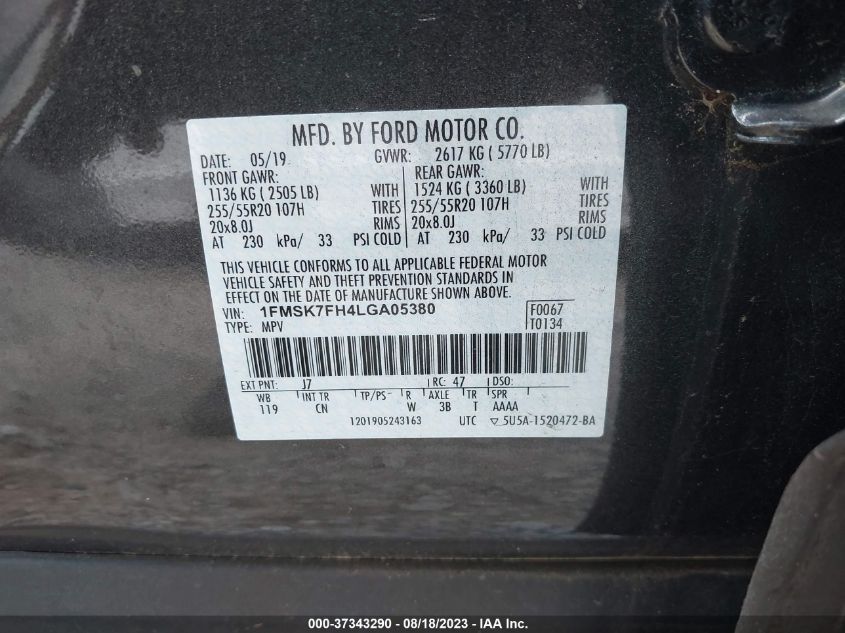 MFD. BY FORD MOTOR CO.
DATE: 05/19 GVWR: 2617 KG ( 5770 LB)
FRONT GAWR: REAR GAWR:
1136 KG ( 2505 LB) WITH 1524 KG ( 3360 LB) WITH
255/55R20 107H TIRES 255/55R20 107H TIRES
20x8.0J RIMS 20x8.0J RIMS
AT 230 kPa/ 33 PSI COLD AT 230 kPa/ 33 PSI COLD
THIS VEHICLE CONFORMS TO ALL APPLICABLE FEDERAL MOTOR
VEHICLE SAFETY AND THEFT PREVENTION STANDARDS IN
EFFECT ON THE DATE OF MANUFACTURE SHOWN ABOVE.
VIN: 1FMSK7FH4LGA05380 F0067
TYPE: MPV T0134
EXT PNT: J7 RC: 47 DSO:
WB INT TR TP/PS R AXLE TR SPR
119 CN W 3B T AAAA
1201905243163 UTC ▽ 5U5A-1520472-BA
000-37343290 - 08/18/2023 - IAA Inc.